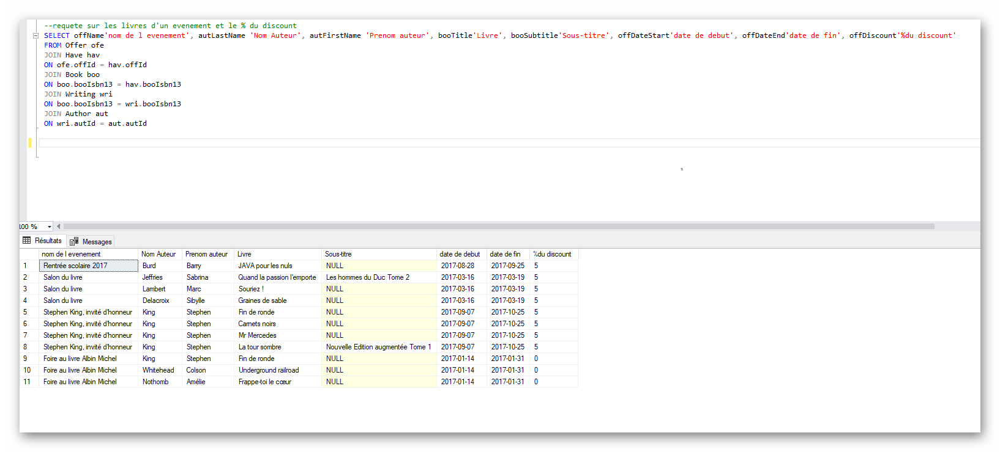 --requete sur les livres d'un evenement et le % du discount
SELECT offName'nom de l evenement', autLastName 'Nom Auteur', autFirstName 'Prenom auteur', booTitle'Livre', booSubtitle'Sous-titre', offDateStart'date de debut', offDateEnd'date de fin', offDiscount'%du discount'
FROM Offer ofe
JOIN Have hav
ON ofe.offId = hav.offId
JOIN Book boo
ON boo.booIsbn13 = hav.booIsbn13
JOIN Writing wri
ON boo.booIsbn13 = wri.booIsbn13
JOIN Author aut
ON wri.autId = aut.autId
100 %
Résultats Messages
nom de l evenement Nom Auteur Prenom auteur Livre Sous-titre date de debut date de fin %du discount
1 Rentrée scolaire 2017 Burd Barry JAVA pour les nuls NULL 2017-08-28 2017-09-25 5
2 Salon du livre Jeffries Sabrina Quand la passion l'emporte Les hommes du Duc Tome 2 2017-03-16 2017-03-19 5
3 Salon du livre Lambert Marc Souriez ! NULL 2017-03-16 2017-03-19 5
4 Salon du livre Delacroix Sibylle Graines de sable NULL 2017-03-16 2017-03-19 5
5 Stephen King, invité d'honneur King Stephen Fin de ronde NULL 2017-09-07 2017-10-25 5
6 Stephen King, invité d'honneur King Stephen Carnets noirs NULL 2017-09-07 2017-10-25 5
7 Stephen King, invité d'honneur King Stephen Mr Mercedes NULL 2017-09-07 2017-10-25 5
8 Stephen King, invité d'honneur King Stephen La tour sombre Nouvelle Edition augmentée Tome 1 2017-09-07 2017-10-25 5
9 Foire au livre Albin Michel King Stephen Fin de ronde NULL 2017-01-14 2017-01-31 0
10 Foire au livre Albin Michel Whitehead Colson Underground railroad NULL 2017-01-14 2017-01-31 0
11 Foire au livre Albin Michel Nothomb Amélie Frappe-toi le cœur NULL 2017-01-14 2017-01-31 0